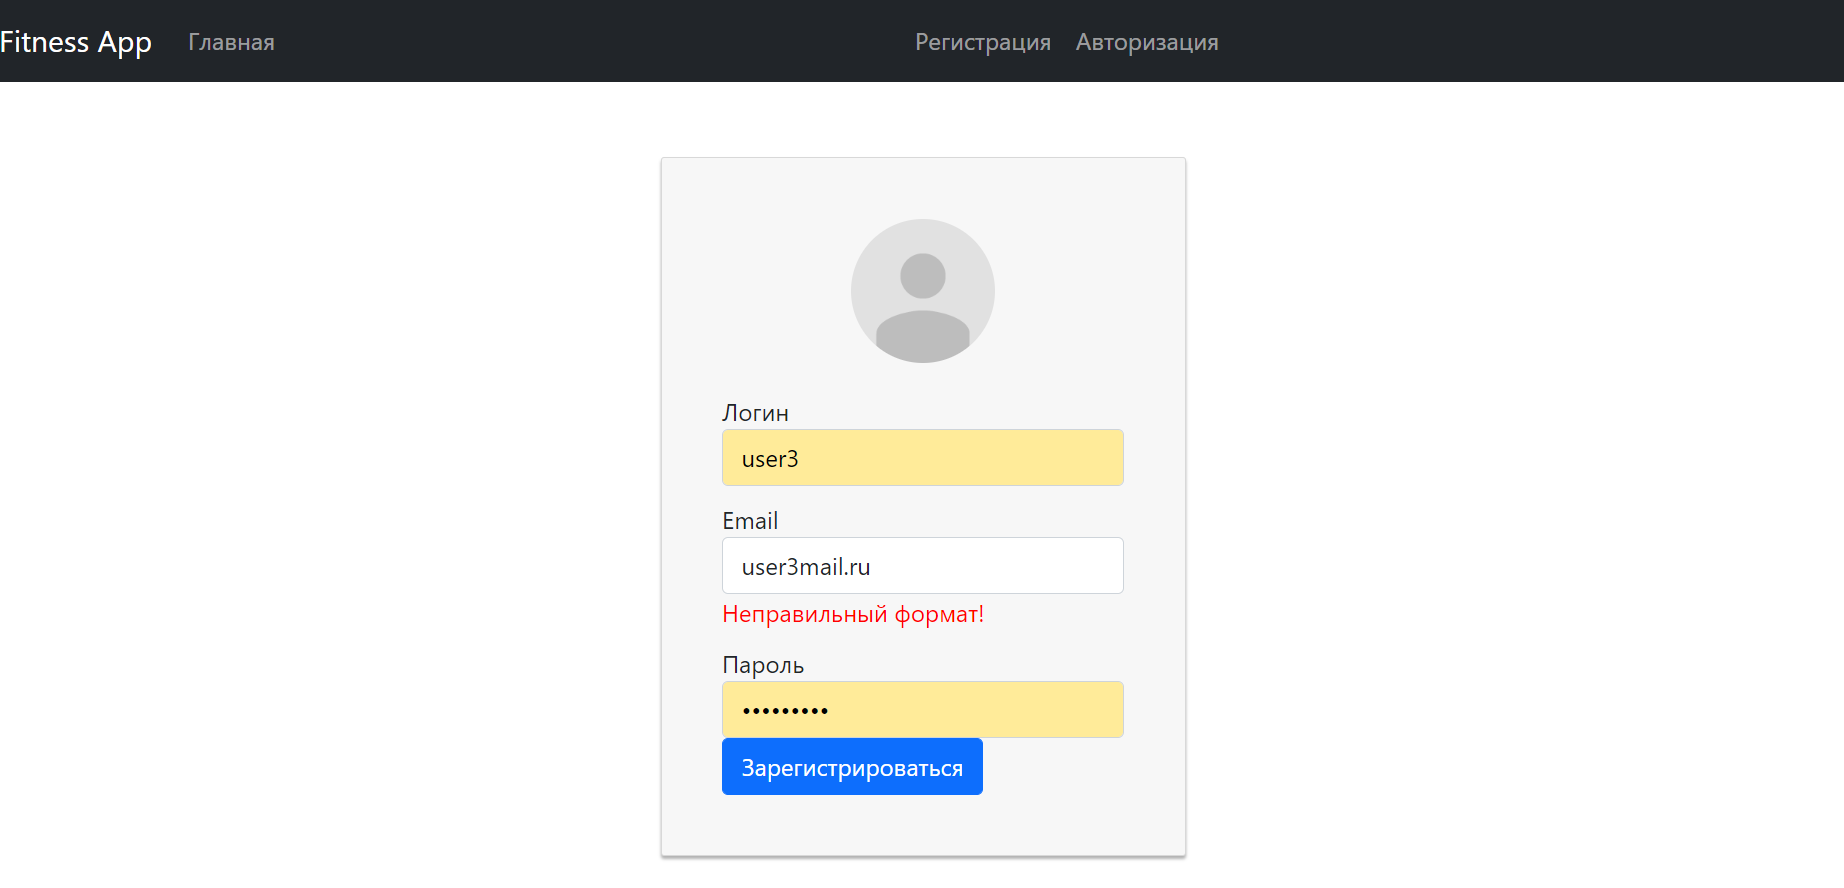 Fitness App Главная Регистрация Авторизация
Логин
user3
Email
user3mail.ru
Неправильный формат!
Пароль
•••••••••
Зарегистрироваться